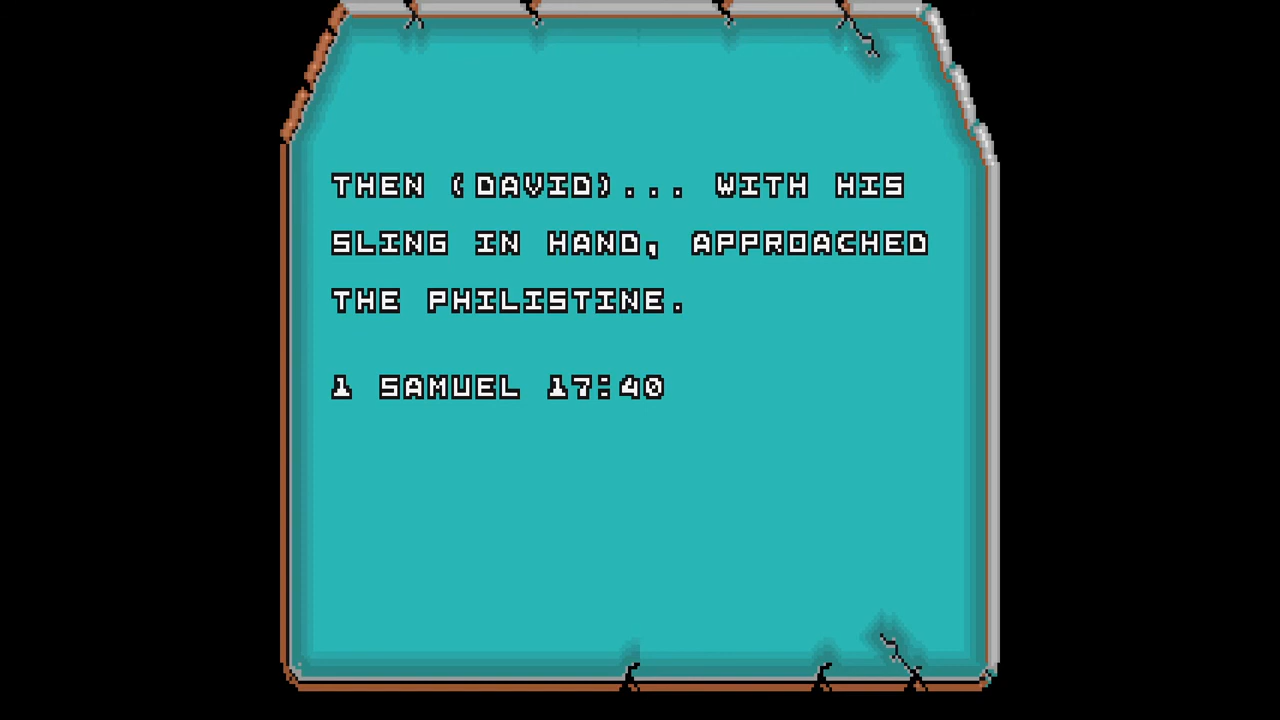 THEN (DAVID)... WITH HIS
SLING IN HAND, APPROACHED
THE PHILISTINE.
1 SAMUEL 17:40